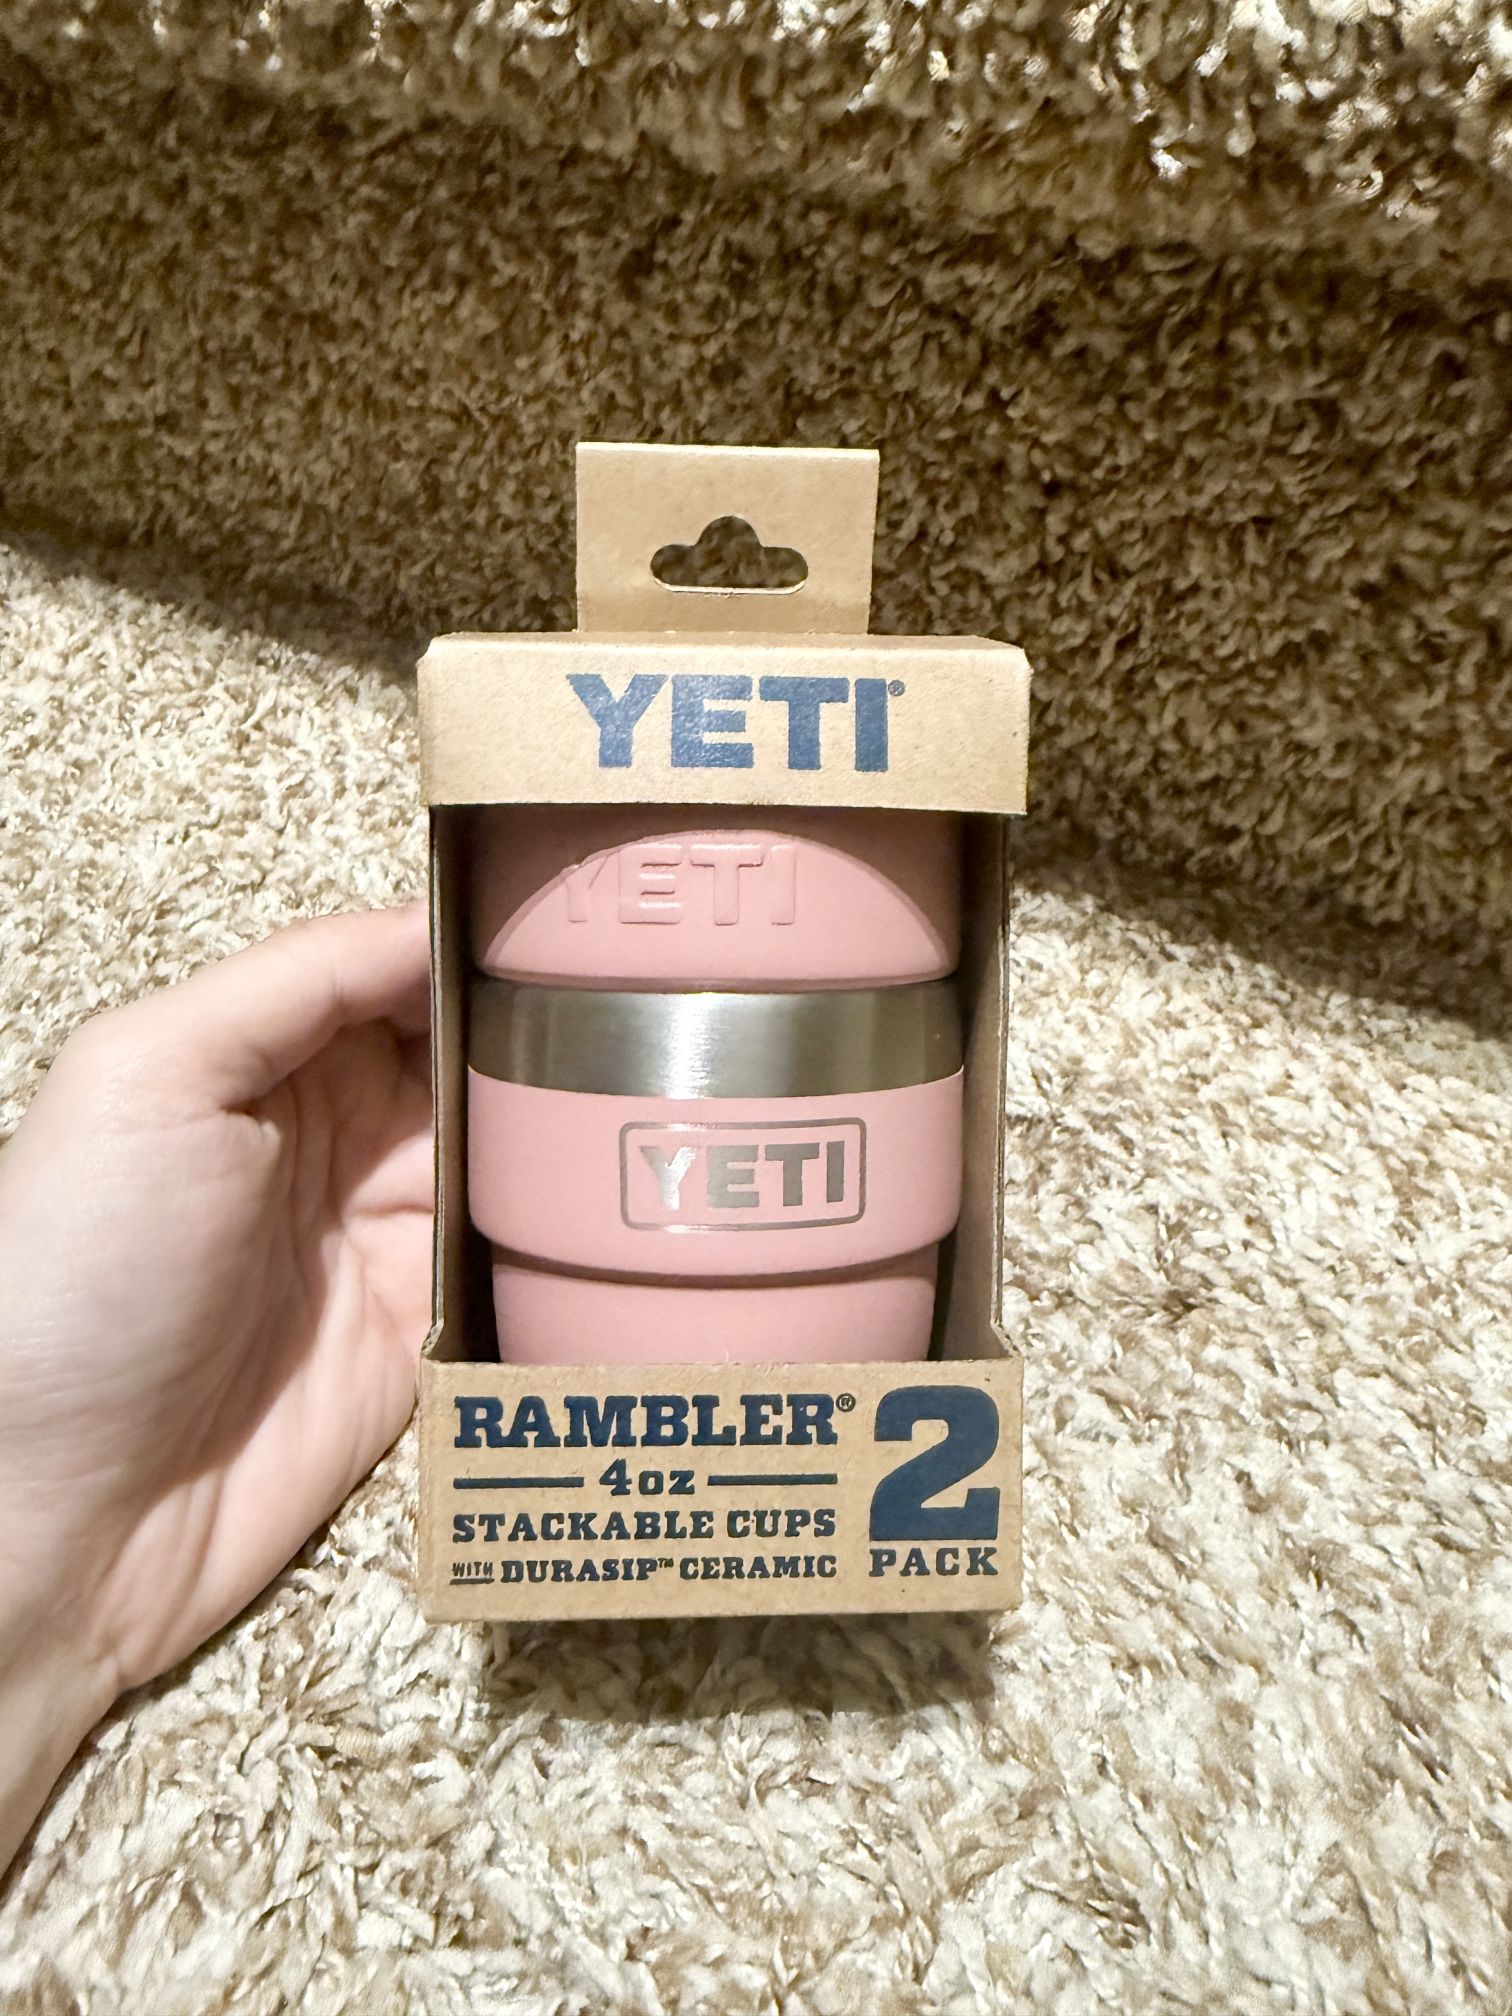 YETI®
YETI
YETI
RAMBLER® 2
4oz
STACKABLE CUPS
WITH DURASIP™ CERAMIC PACK